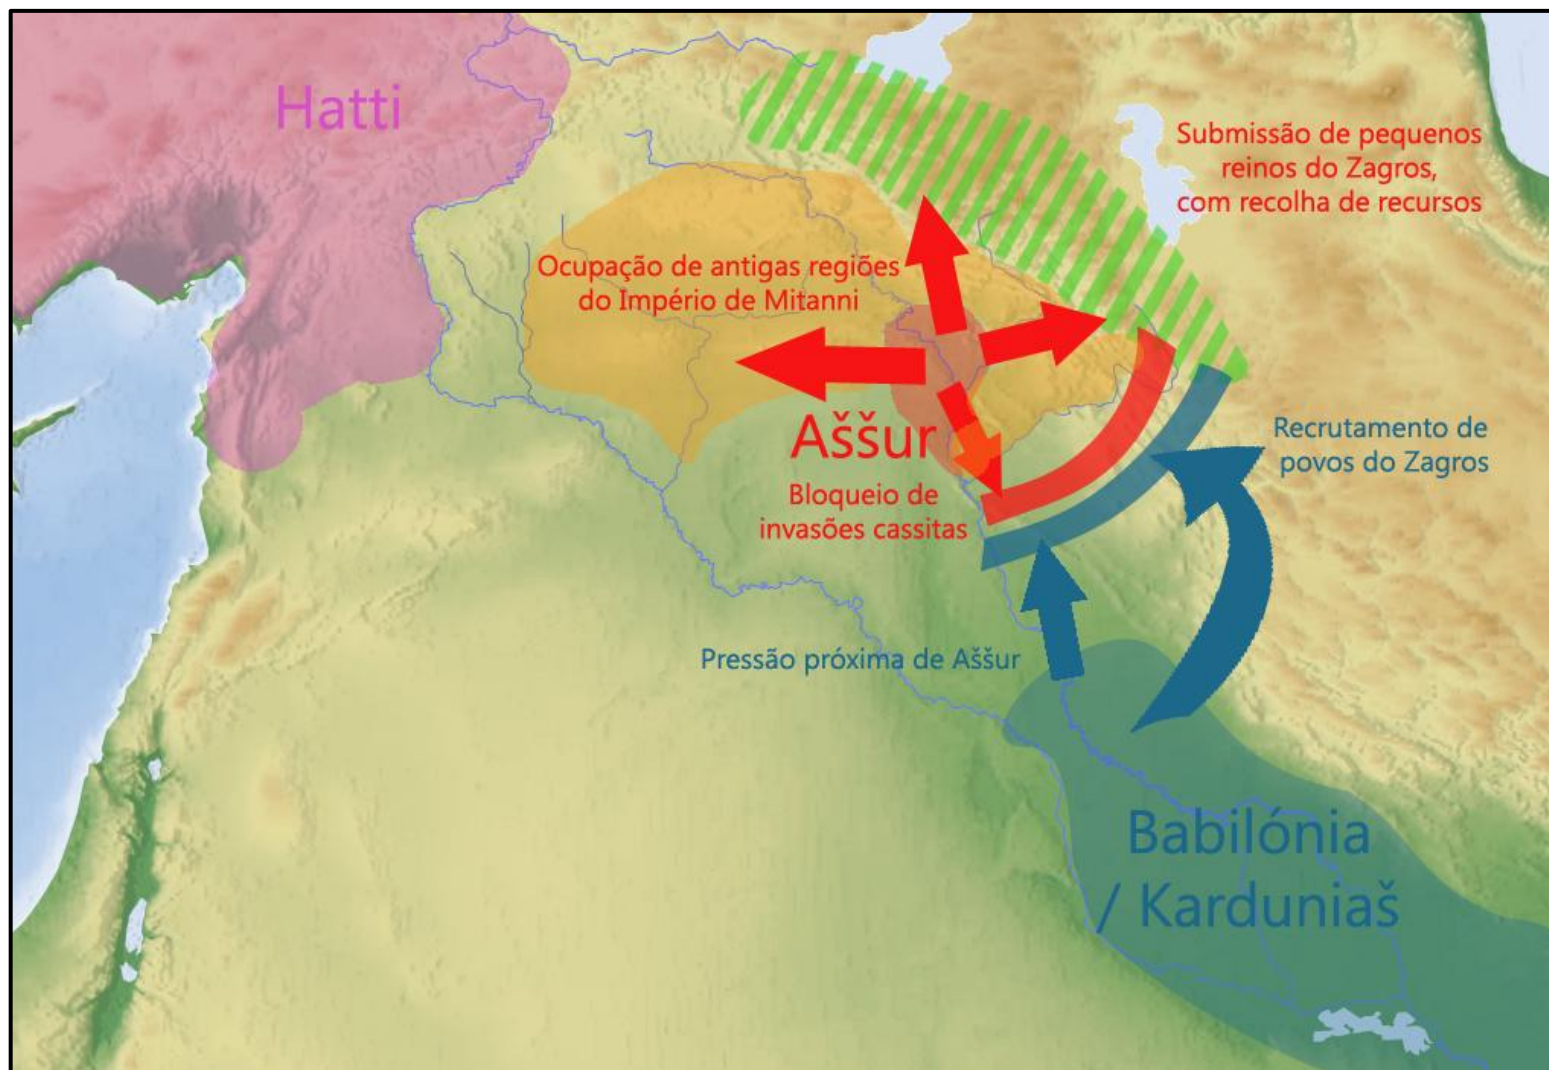 Hatti
Submissão de pequenos
reinos do Zagros,
com recolha de recursos
Ocupação de antigas regiões
do Império de Mitanni
Aššur
Bloqueio de
invasões cassitas
Recrutamento de
povos do Zagros
Pressão próxima de Aššur
Babilónia
/ Karduniaš